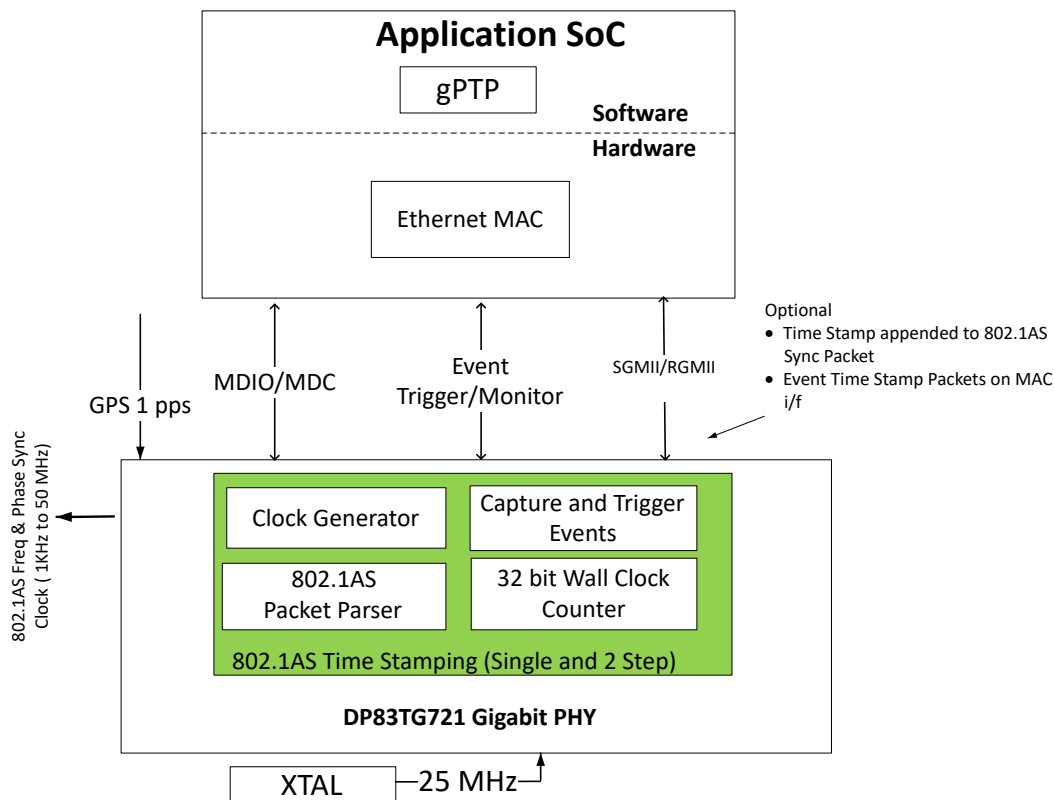 Application SoC
gPTP
Software
Hardware
Ethernet MAC
Optional
• Time Stamp appended to 802.1AS
Sync Packet
• Event Time Stamp Packets on MAC
i/f
GPS 1 pps
MDIO/MDC
Event
Trigger/Monitor
SGMII/RGMII
802.1AS Freq & Phase Sync
Clock ( 1KHz to 50 MHz)
Clock Generator
Capture and Trigger
Events
802.1AS
Packet Parser
32 bit Wall Clock
Counter
802.1AS Time Stamping (Single and 2 Step)
DP83TG721 Gigabit PHY
XTAL
25 MHz